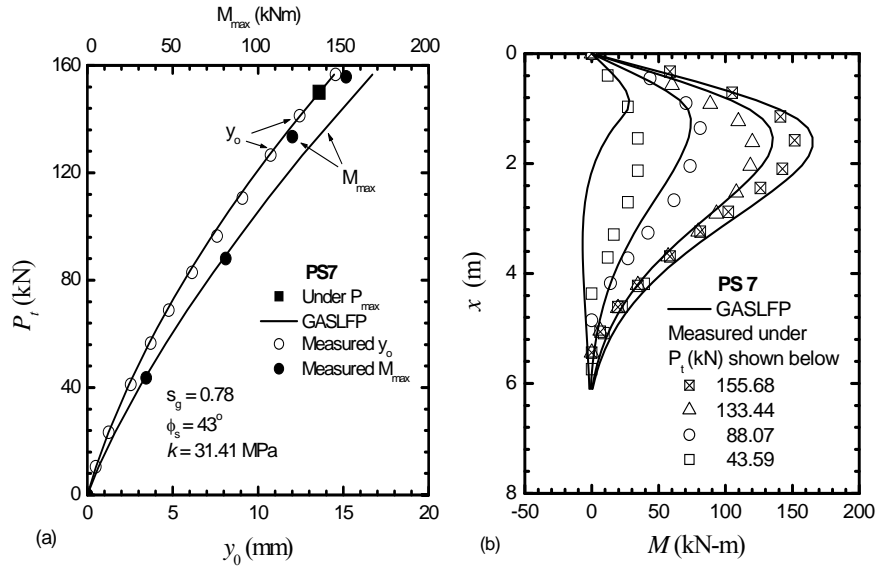 M_max (kNm)
0 50 100 150 200
160
120
80
40
0
P_t (kN)
y_o
M_max
PS7
Under P_max
GASLFP
Measured y_o
Measured M_max
s_g = 0.78
ϕ_s = 43°
k = 31.41 MPa
0 5 10 15 20
y_0 (mm)
(a)
0
2
4
6
8
x (m)
PS 7
GASLFP
Measured under
P_t (kN) shown below
155.68
133.44
88.07
43.59
-50 0 50 100 150 200
M (kN-m)
(b)